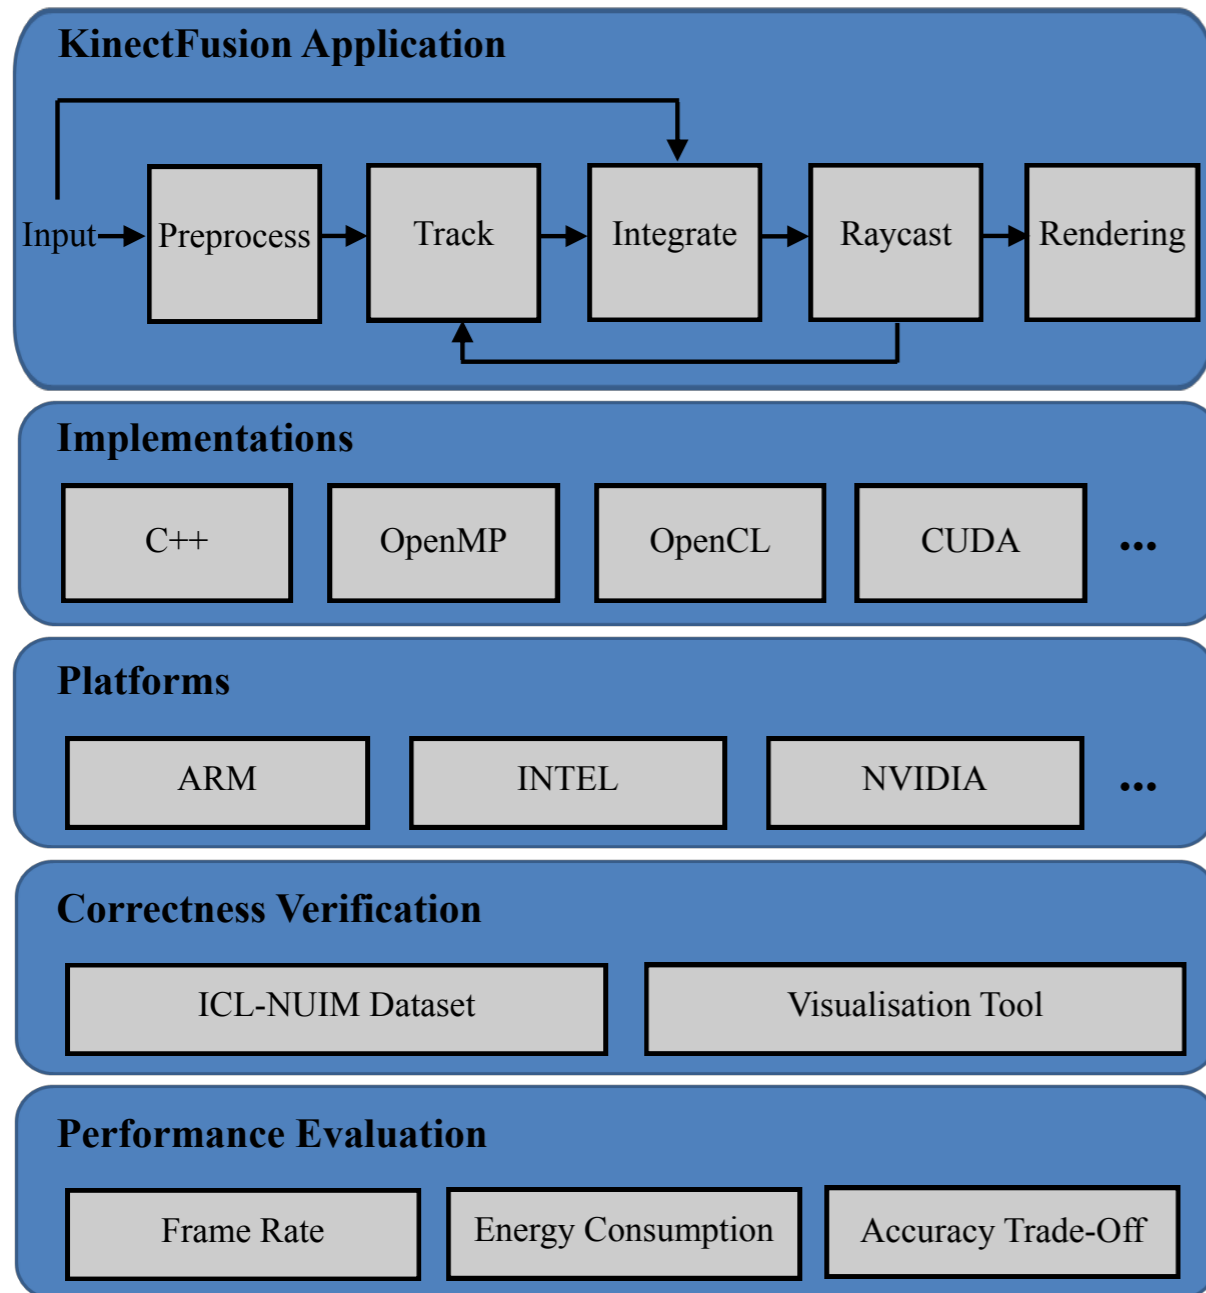 KinectFusion Application
Input
Preprocess
Track
Integrate
Raycast
Rendering
Implementations
C++
OpenMP
OpenCL
CUDA
...
Platforms
ARM
INTEL
NVIDIA
...
Correctness Verification
ICL-NUIM Dataset
Visualisation Tool
Performance Evaluation
Frame Rate
Energy Consumption
Accuracy Trade-Off